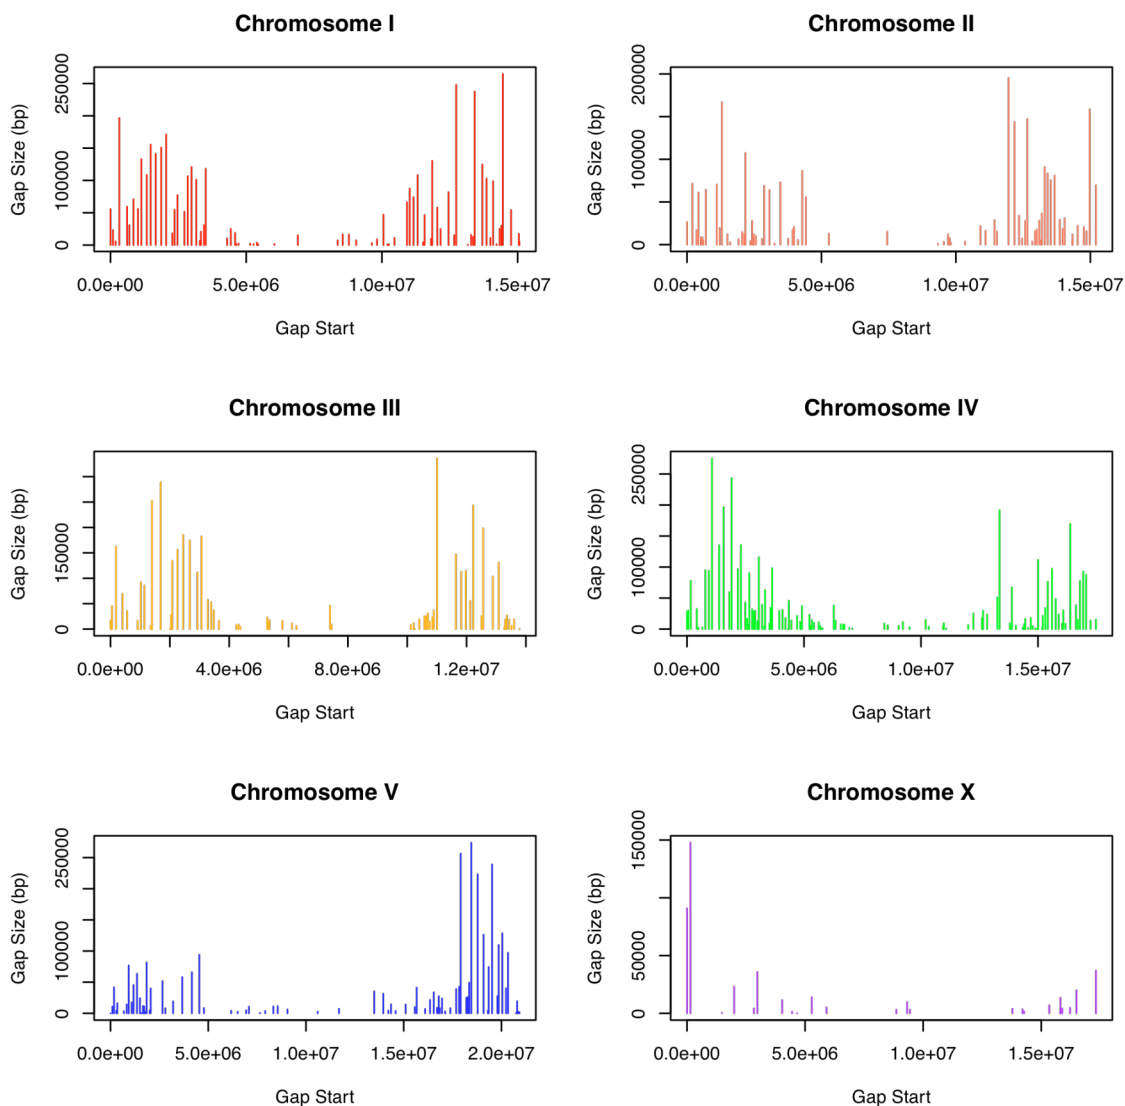 Chromosome I
Gap Size (bp)
250000
100000
0
0.0e+00 5.0e+06 1.0e+07 1.5e+07
Gap Start
Chromosome II
Gap Size (bp)
200000
100000
0
0.0e+00 5.0e+06 1.0e+07 1.5e+07
Gap Start
Chromosome III
Gap Size (bp)
150000
0
0.0e+00 4.0e+06 8.0e+06 1.2e+07
Gap Start
Chromosome IV
Gap Size (bp)
250000
100000
0
0.0e+00 5.0e+06 1.0e+07 1.5e+07
Gap Start
Chromosome V
Gap Size (bp)
250000
100000
0
0.0e+00 5.0e+06 1.0e+07 1.5e+07 2.0e+07
Gap Start
Chromosome X
Gap Size (bp)
150000
50000
0
0.0e+00 5.0e+06 1.0e+07 1.5e+07
Gap Start